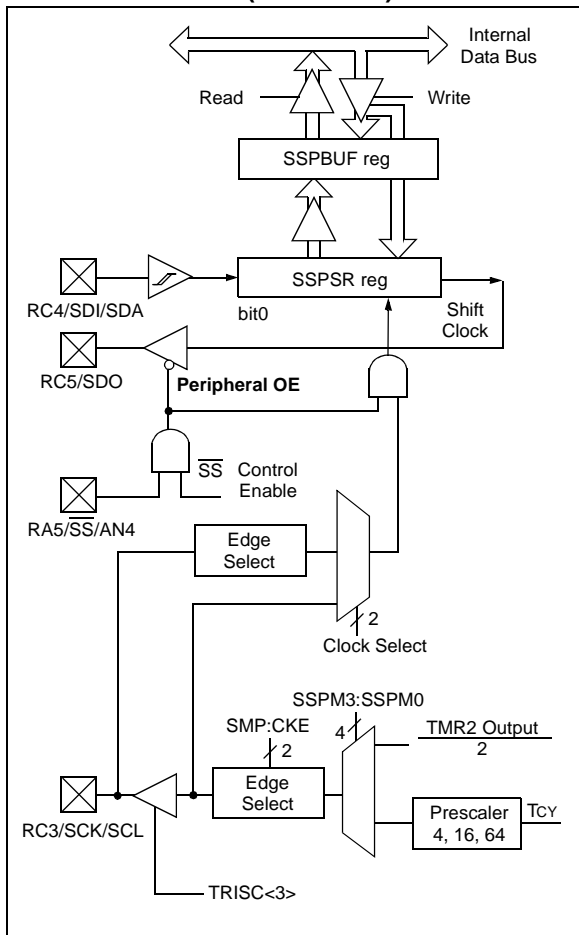 Internal
Data Bus
Read
Write
SSPBUF reg
SSPSR reg
RC4/SDI/SDA
bit0
Shift
Clock
RC5/SDO
Peripheral OE
SS Control
Enable
RA5/SS/AN4
Edge
Select
2
Clock Select
SSPM3:SSPM0
SMP:CKE
4
TMR2 Output
2
2
Edge
Select
Prescaler
4, 16, 64
TCY
RC3/SCK/SCL
TRISC<3>